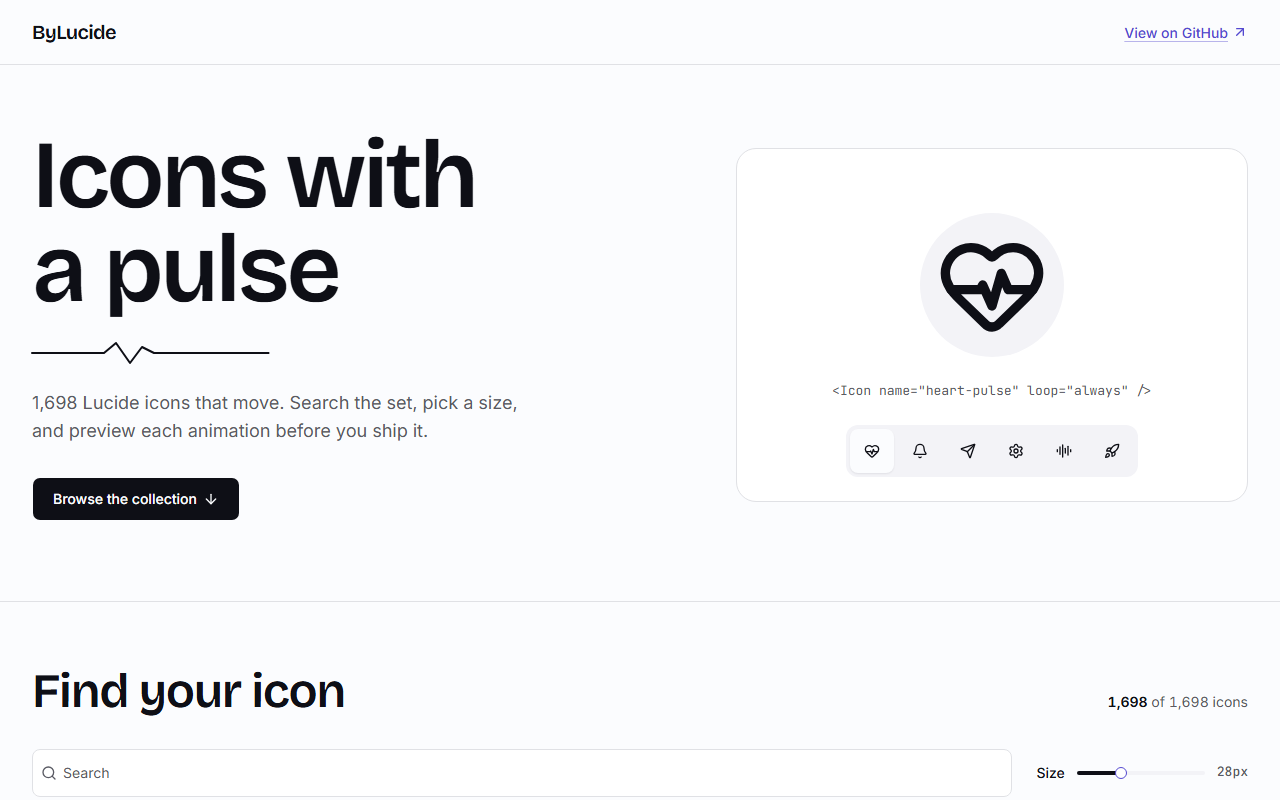 ByLucide
View on GitHub
Icons with
a pulse
1,698 Lucide icons that move. Search the set, pick a size,
and preview each animation before you ship it.
Browse the collection
<Icon name="heart-pulse" loop="always" />
Find your icon
1,698 of 1,698 icons
Search
Size
28px